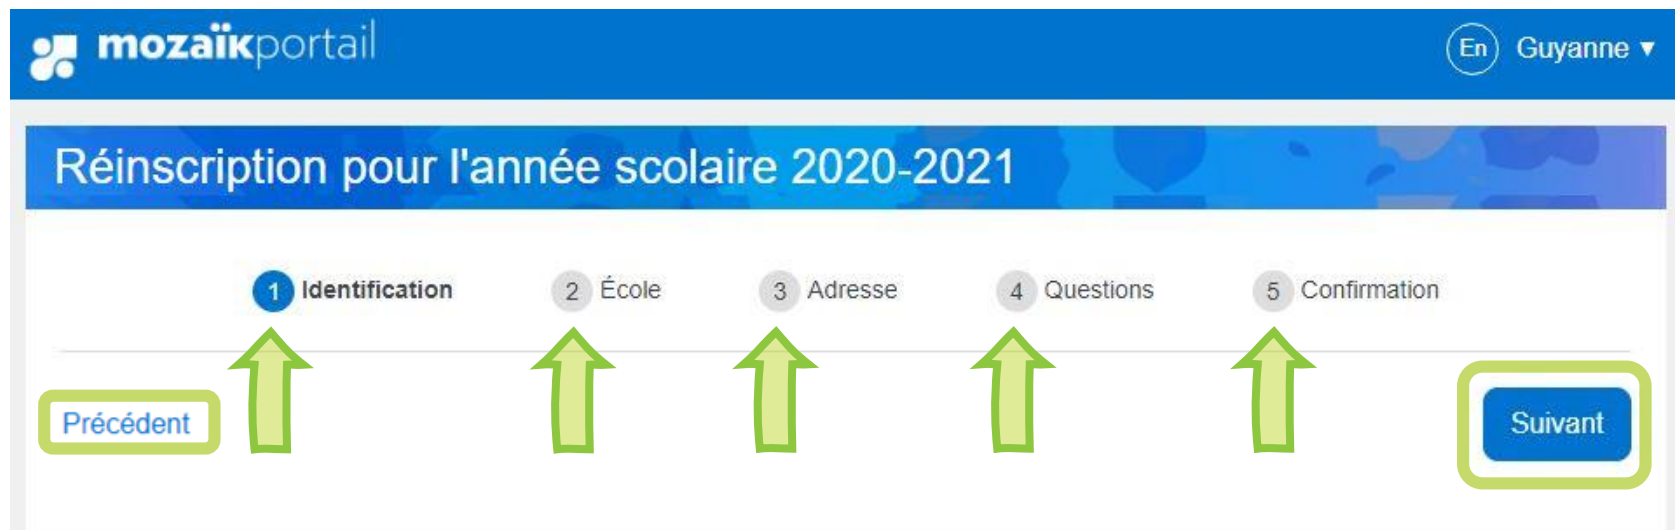 mozaïkportail
En Guyanne
Réinscription pour l'année scolaire 2020-2021
1 Identification 2 École 3 Adresse 4 Questions 5 Confirmation
Précédent Suivant